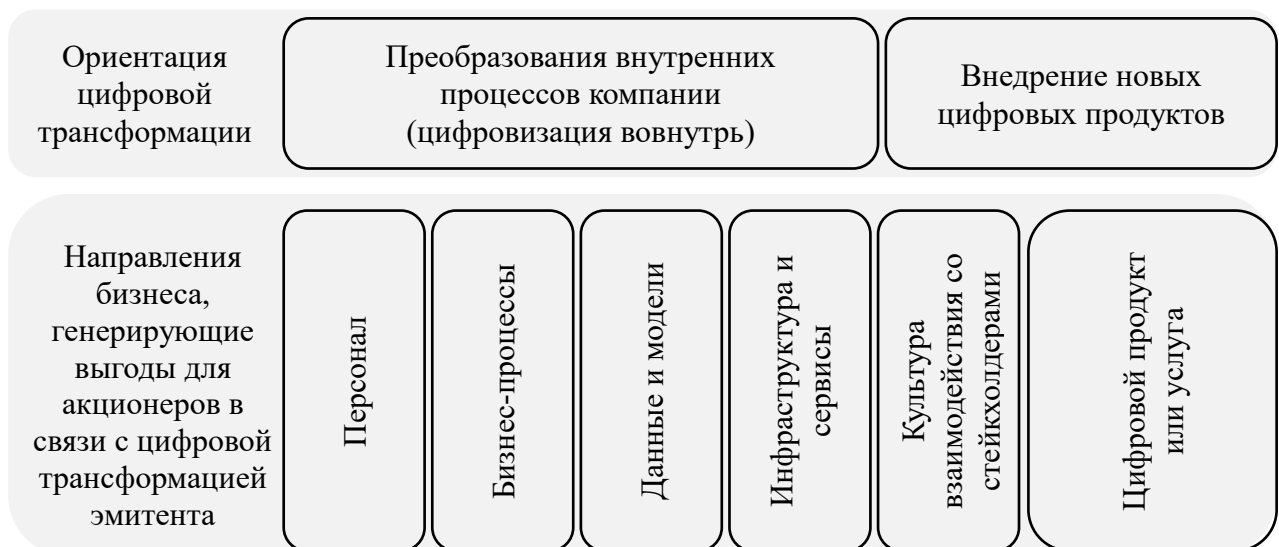 Ориентация
цифровой
трансформации
Преобразования внутренних
процессов компании
(цифровизация вовнутрь)
Внедрение новых
цифровых продуктов
Направления
бизнеса,
генерирующие
выгоды для
акционеров в
связи с цифровой
трансформацией
эмитента
Персонал
Бизнес-процессы
Данные и модели
Инфраструктура и
сервисы
Культура
взаимодействия со
стейкхолдерами
Цифровой продукт
или услуга